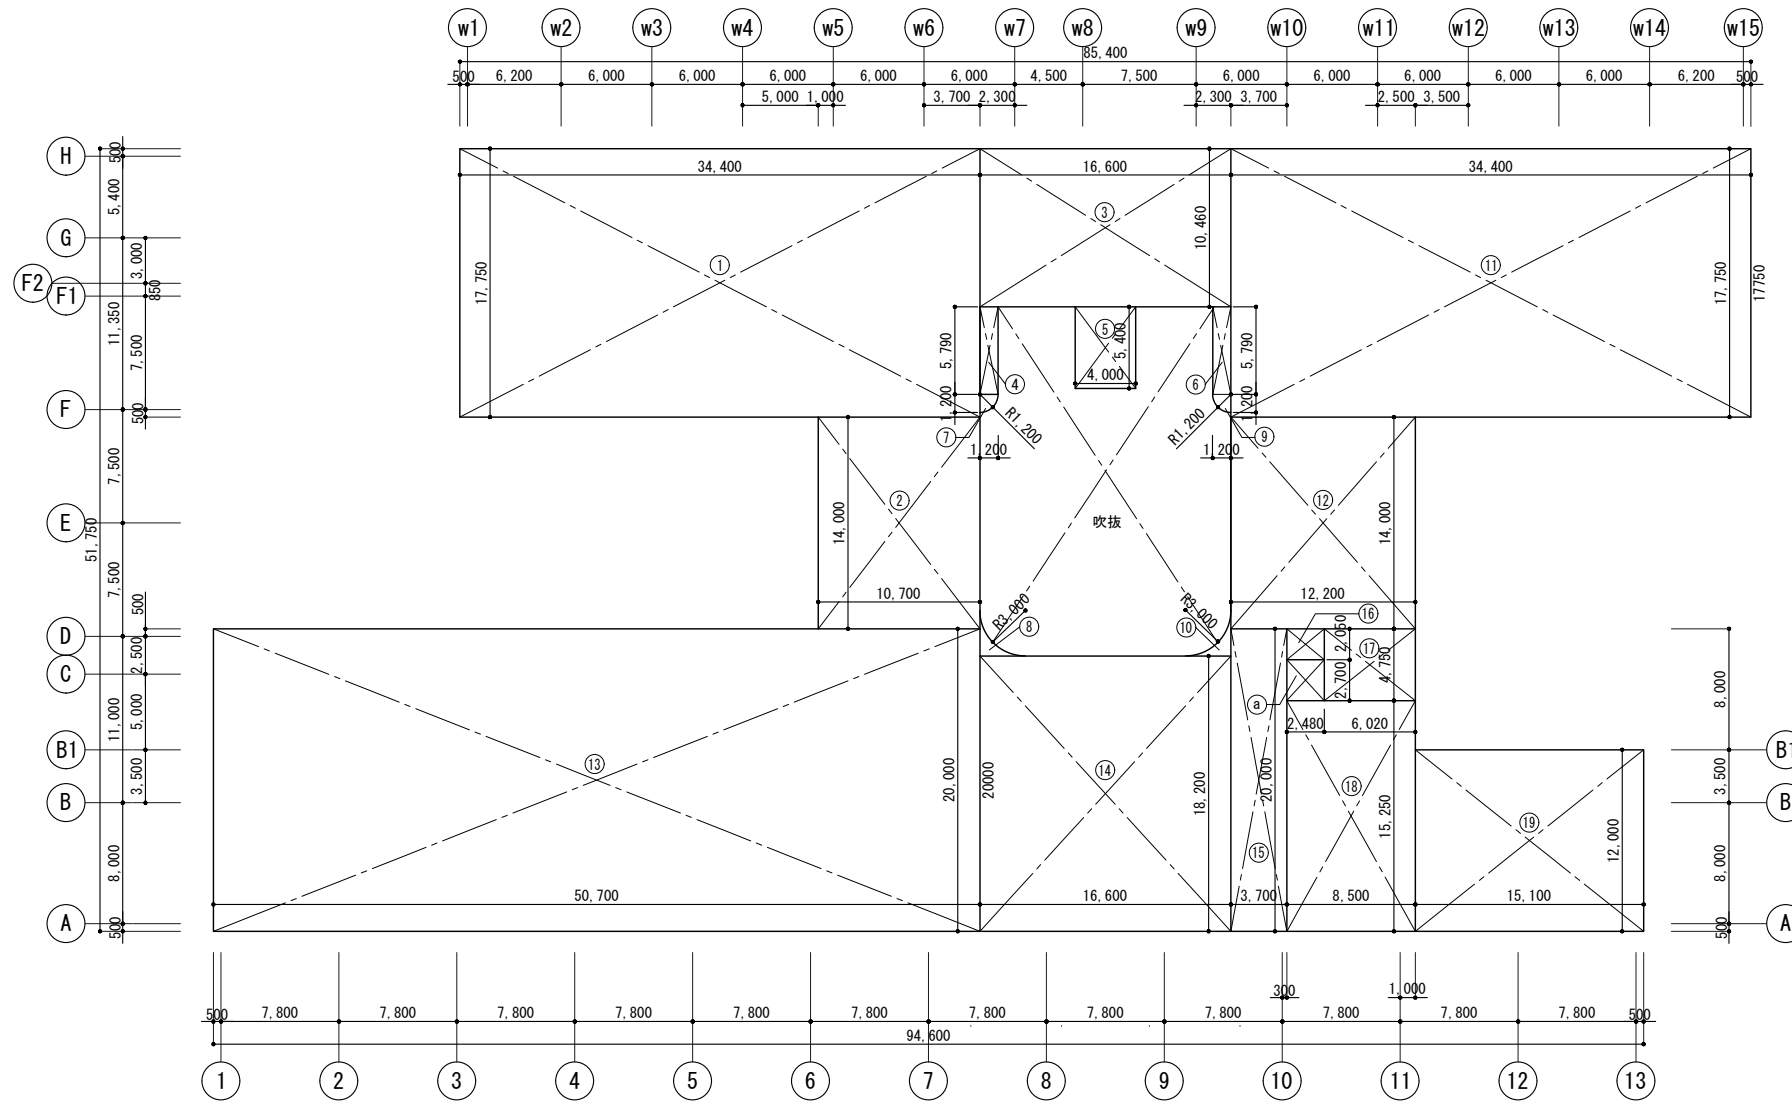 w1 w2 w3 w4 w5 w6 w7 w8 w9 w10 w11 w12 w13 w14 w15
85,400
500 6,200 6,000 6,000 6,000 6,000 6,000 4,500 7,500 6,000 6,000 6,000 6,000 6,000 6,200 500
5,000 1,000 3,700 2,300 2,300 3,700 2,500 3,500
H
G
F2
F1
F
E
D
C
B1
B
A
51,750
500
5,400
11,350
7,500
7,500
11,000
8,000
500
3,000
850
7,500
500
500
2,500
5,000
3,500
34,400 16,600 34,400
17,750
①
③
10,460
⑪
17,750
17750
5,790
1,200
④
⑤
5,400
4,000
⑥
5,790
1,200
R1,200
R1,200
⑦
⑨
1,200
1,200
②
14,000
10,700
吹抜
⑫
14,000
12,200
R3,000
⑧
R3,000
⑩
⑯
2,050
⑰
4,750
2,700
ⓐ
2,480 6,020
⑬
20,000
20000
⑭
18,200
20,000
⑮
⑱
15,250
⑲
12,000
50,700 16,600 3,700 8,500 15,100
8,000
3,500
8,000
500
B1
B
A
300 1,000
500 7,800 7,800 7,800 7,800 7,800 7,800 7,800 7,800 7,800 7,800 7,800 7,800 500
94,600
1 2 3 4 5 6 7 8 9 10 11 12 13